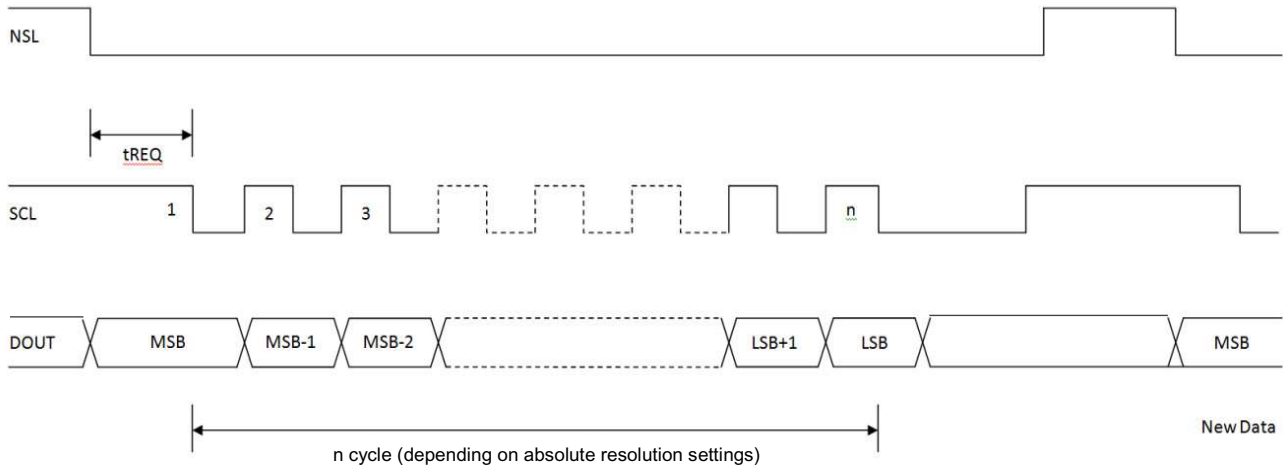 NSL
tREQ
SCL
1
2
3
n
DOUT
MSB
MSB-1
MSB-2
LSB+1
LSB
MSB
New Data
n cycle (depending on absolute resolution settings)